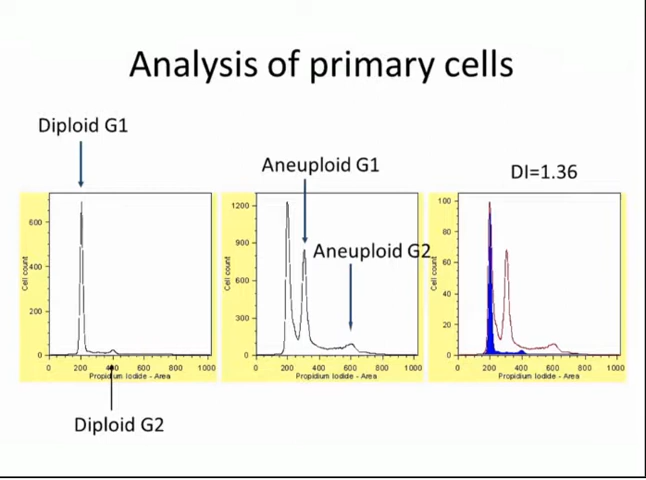 Analysis of primary cells
Diploid G1
Aneuploid G1
DI=1.36
Aneuploid G2
600
400
200
0
Cell count
0 200 400 600 800 1000
Propidium Iodide - Area
1200
900
600
300
0
Cell count
0 200 400 600 800 1000
Propidium Iodide - Area
100
80
60
40
20
0
Cell count
0 200 400 600 800 1000
Propidium Iodide - Area
Diploid G2